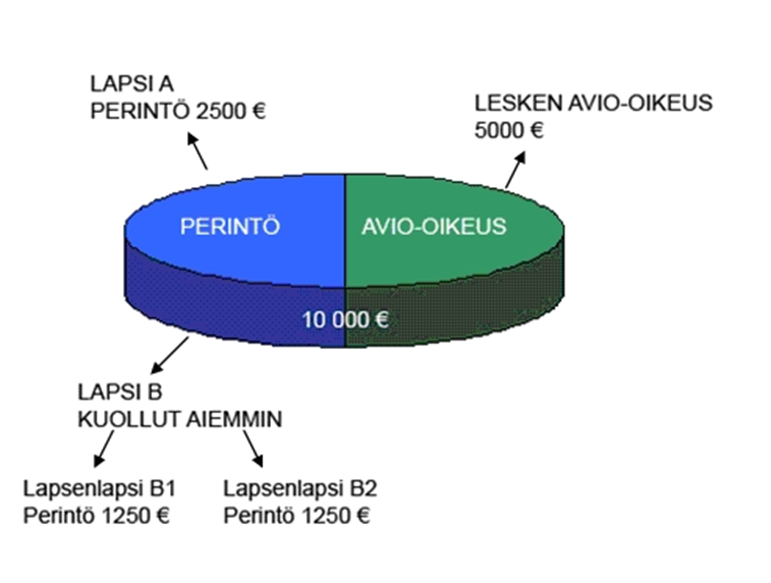 LAPSI A
PERINTÖ 2500 €
LESKEN AVIO-OIKEUS
5000 €
PERINTÖ
AVIO-OIKEUS
10 000 €
LAPSI B
KUOLLUT AIEMMIN
Lapsenlapsi B1
Perintö 1250 €
Lapsenlapsi B2
Perintö 1250 €